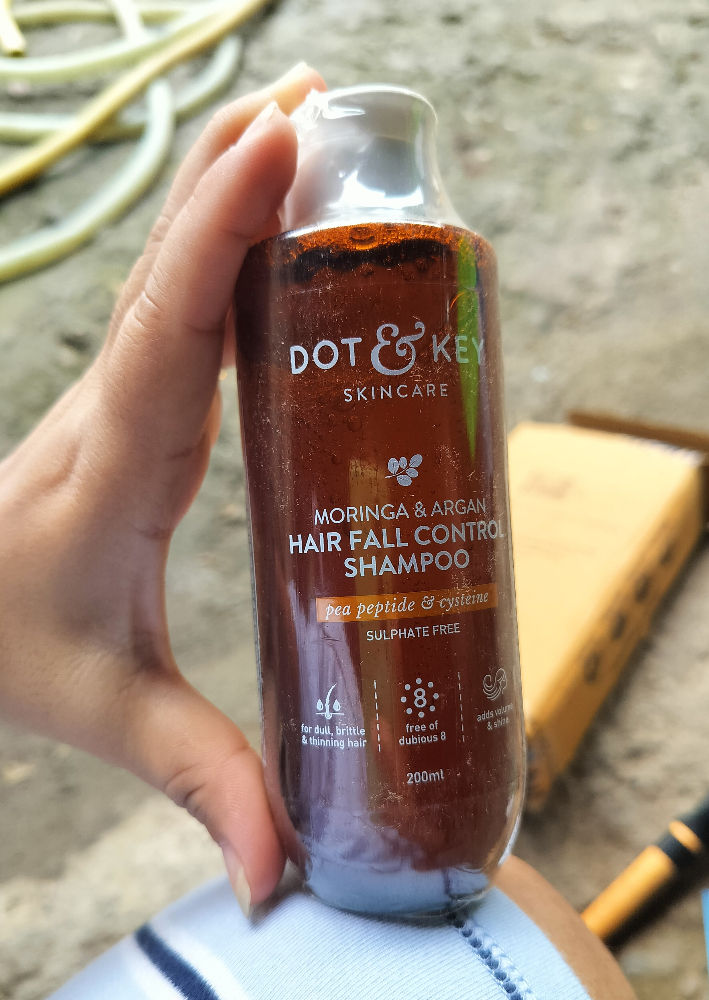 DOT & KEY
SKINCARE
MORINGA & ARGAN
HAIR FALL CONTROL
SHAMPOO
pea peptide & cysteine
SULPHATE FREE
for dull, brittle
& thinning hair
8
free of
dubious 8
adds volume
& shine
200ml